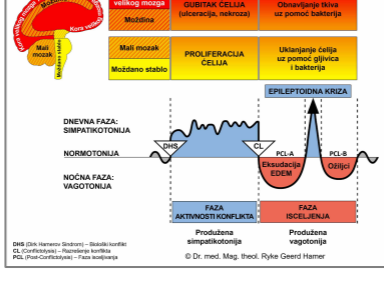 velikog mozga
Moždina
GUBITAK ĆELIJA
(ulceracija, nekroza)
Obnavljanje tkiva
uz pomoć bakterija
Kora velikog mozga
Mali
mozak
Moždano stablo
Mali mozak
Moždano stablo
PROLIFERACIJA
ĆELIJA
Uklanjanje ćelija
uz pomoć gljivica
i bakterija
EPILEPTOIDNA KRIZA
DNEVNA FAZA:
SIMPATIKOTONIJA
DHS
CL
PCL-A
PCL-B
NORMOTONIJA
Eksudacija
EDEM
Ožiljci
NOĆNA FAZA:
VAGOTONIJA
FAZA
AKTIVNOSTI KONFLIKTA
FAZA
ISCELJENJA
Produžena
simpatikotonija
Produžena
vagotonija
DHS (Dirk Hamerov Sindrom) – Biološki konflikt
CL (Conflictolysis) – Razrešenje konflikta
PCL (Post-Conflictolysis) – Faza isceljivanja
© Dr. med. Mag. theol. Ryke Geerd Hamer